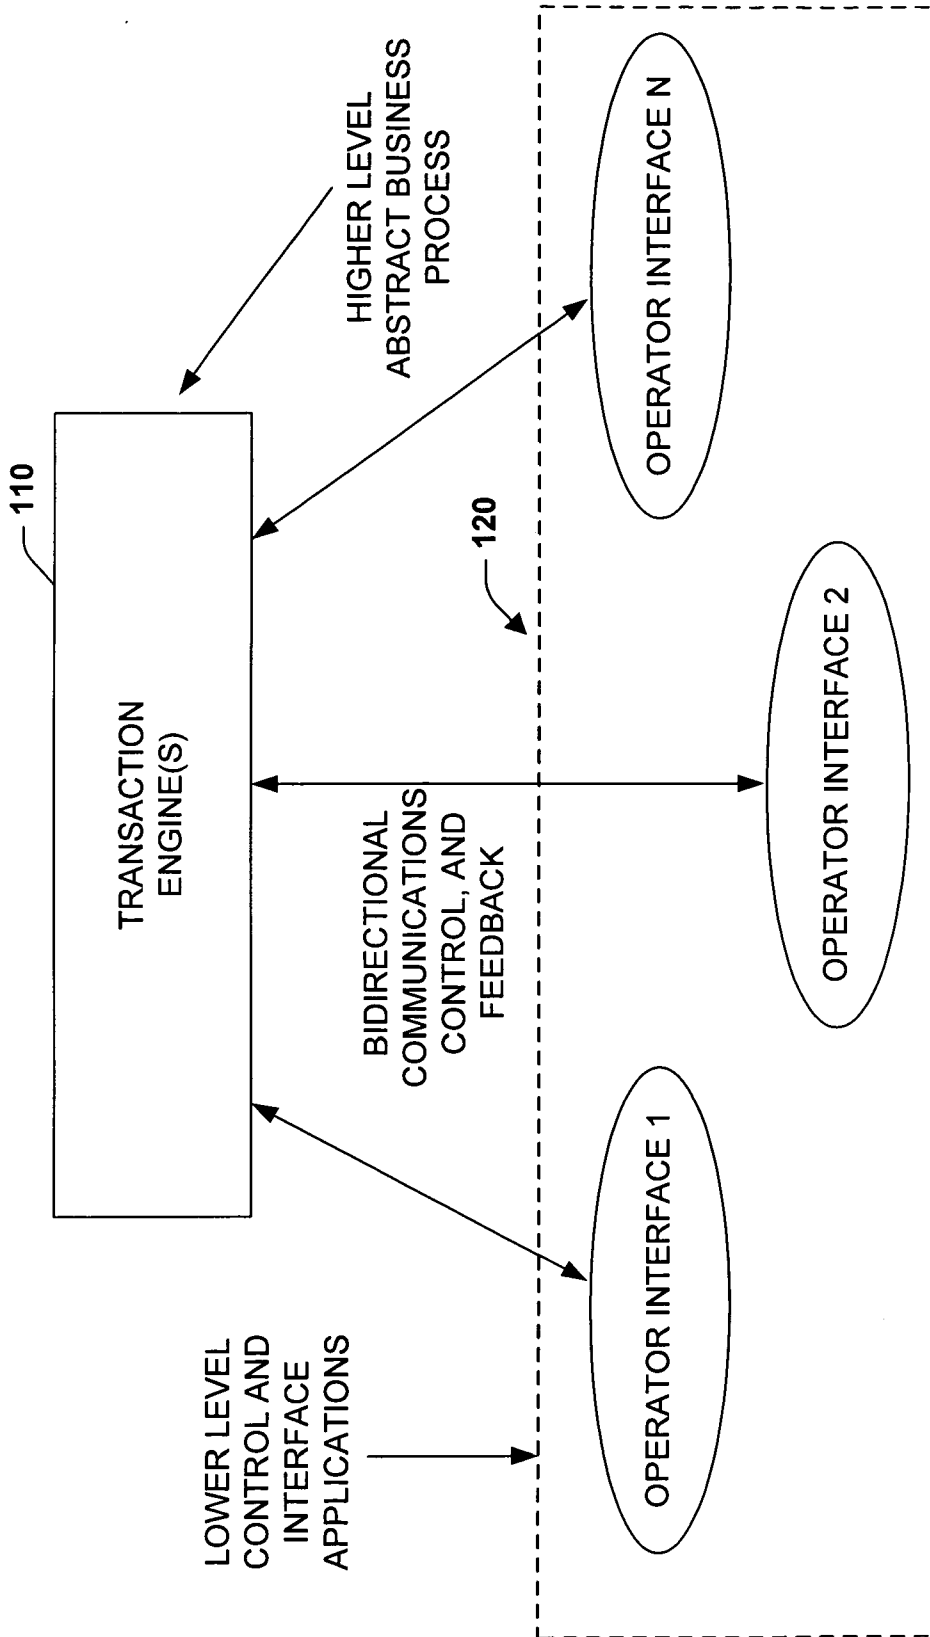 110
TRANSACTION
ENGINE(S)
HIGHER LEVEL
ABSTRACT BUSINESS
PROCESS
LOWER LEVEL
CONTROL AND
INTERFACE
APPLICATIONS
BIDIRECTIONAL
COMMUNICATIONS
CONTROL, AND
FEEDBACK
120
OPERATOR INTERFACE 1
OPERATOR INTERFACE 2
OPERATOR INTERFACE N